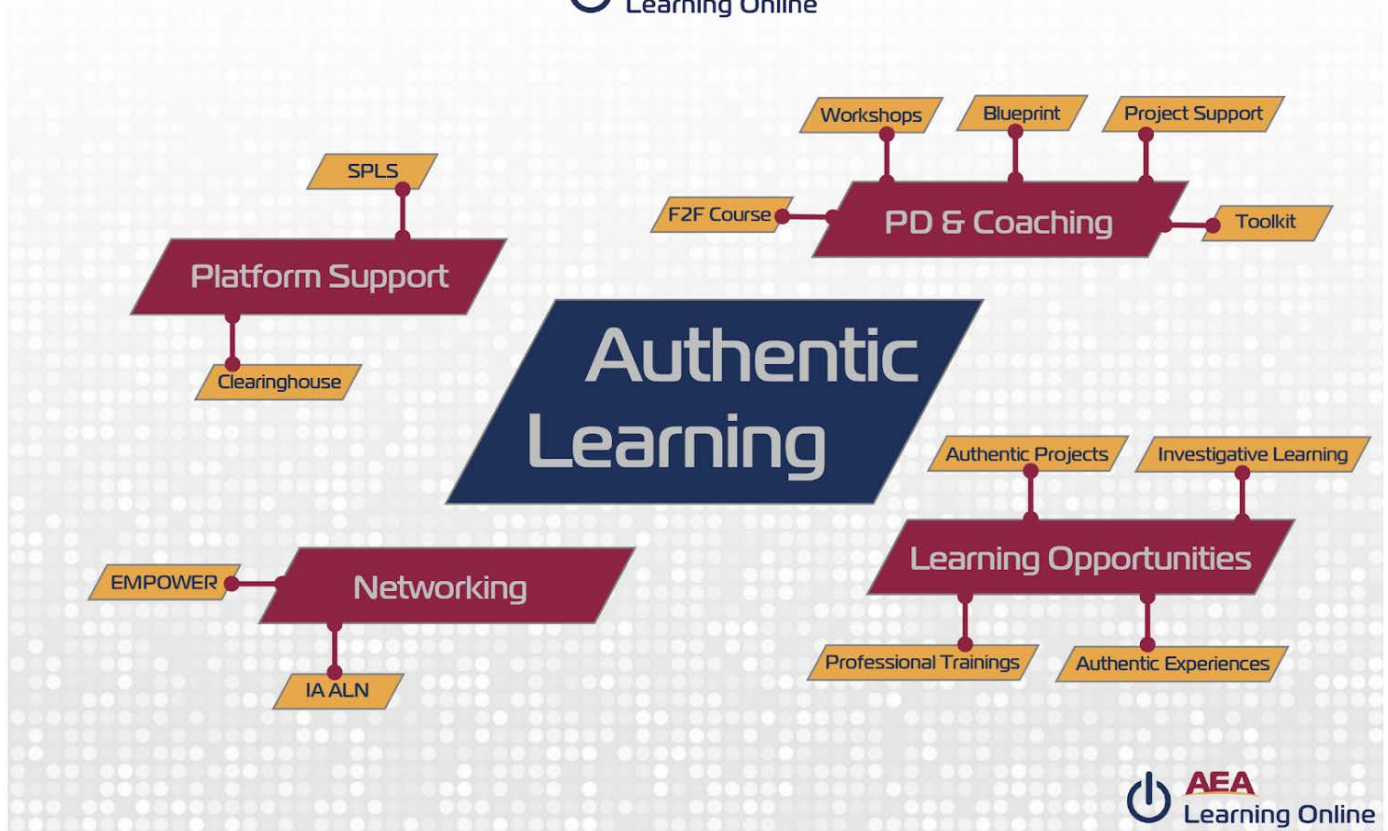 Learning Online
Workshops
Blueprint
Project Support
SPLS
F2F Course
PD & Coaching
Toolkit
Platform Support
Clearinghouse
Authentic
Learning
Authentic Projects
Investigative Learning
Learning Opportunities
EMPOWER
Networking
Professional Trainings
Authentic Experiences
IA ALN
AEA
Learning Online